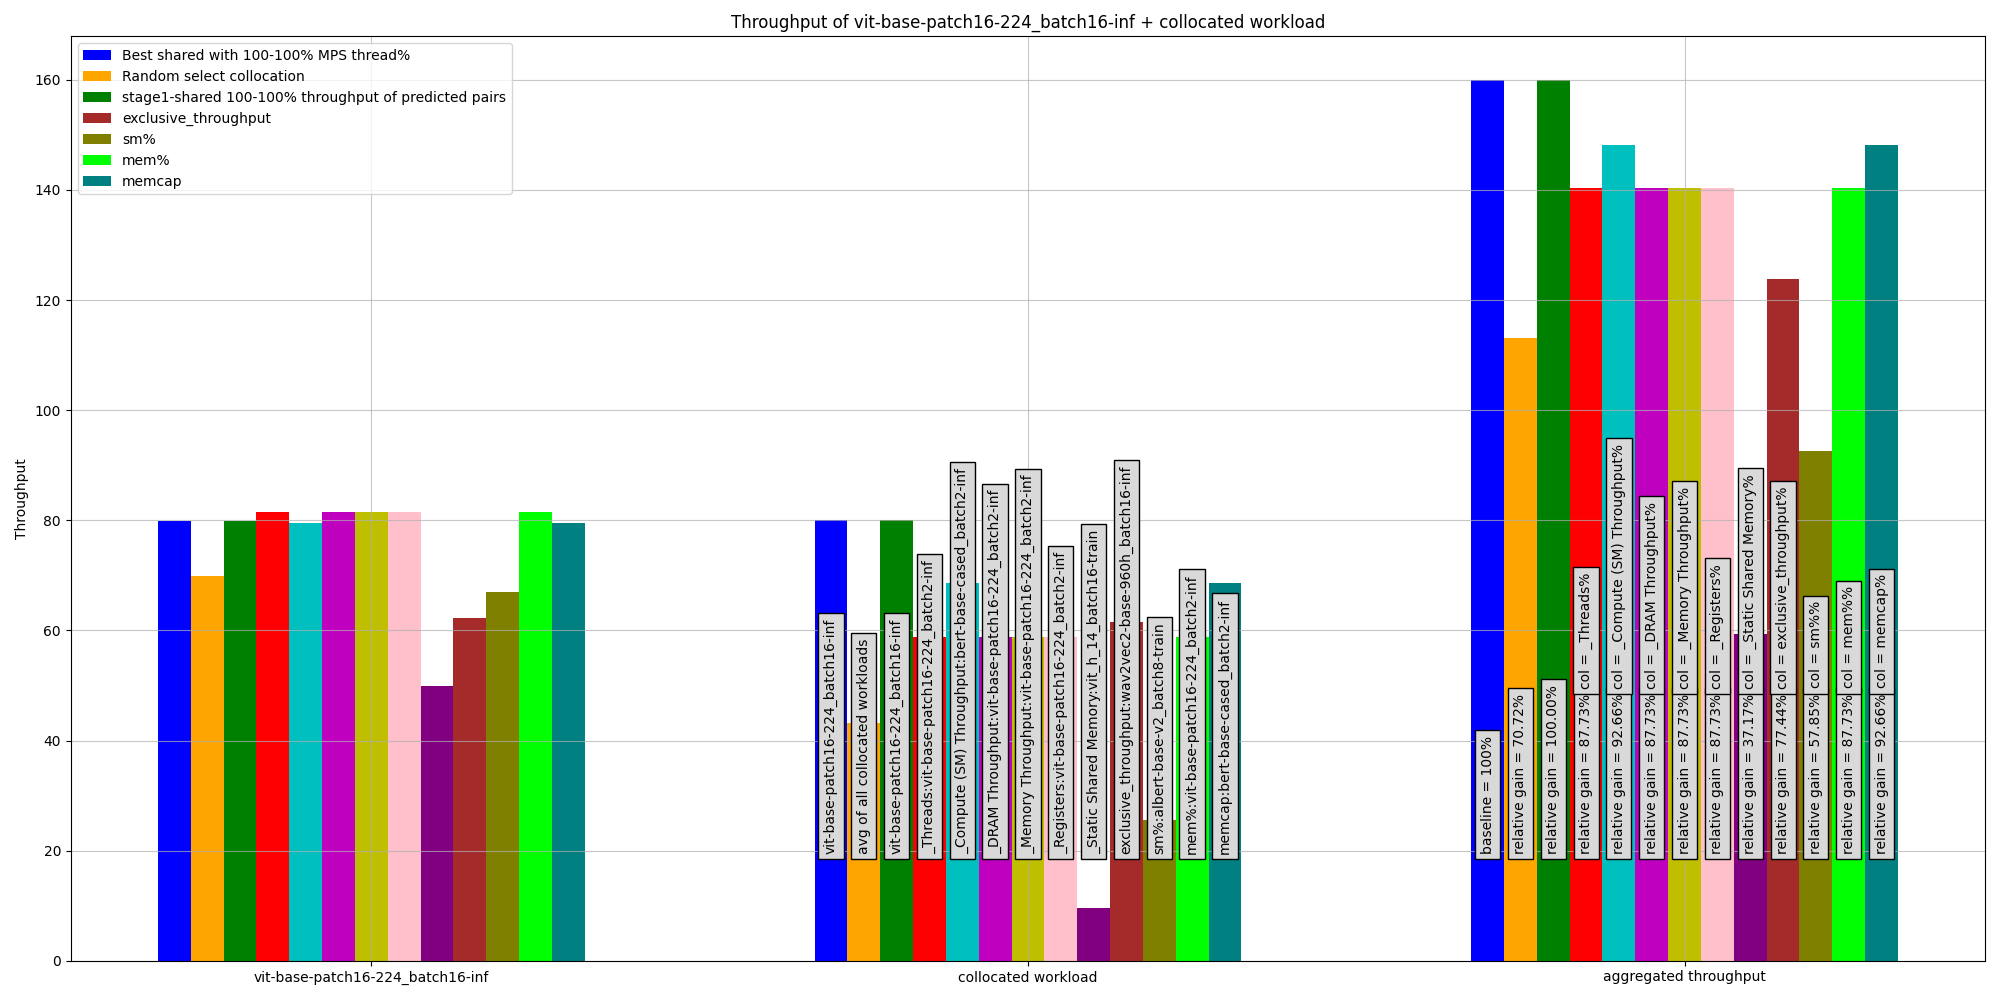 Throughput of vit-base-patch16-224_batch16-inf + collocated workload
Best shared with 100-100% MPS thread%
Random select collocation
stage1-shared 100-100% throughput of predicted pairs
exclusive_throughput
sm%
mem%
memcap
Throughput
160
140
120
100
80
60
40
20
0
vit-base-patch16-224_batch16-inf
avg of all collocated workloads
vit-base-patch16-224_batch16-inf
_Threads:vit-base-patch16-224_batch2-inf
_Compute (SM) Throughput:bert-base-cased_batch2-inf
_DRAM Throughput:vit-base-patch16-224_batch2-inf
_Memory Throughput:vit-base-patch16-224_batch2-inf
_Registers:vit-base-patch16-224_batch2-inf
_Static Shared Memory:vit_h_14_batch16-train
exclusive_throughput:wav2vec2-base-960h_batch16-inf
sm%:albert-base-v2_batch8-train
mem%:vit-base-patch16-224_batch2-inf
memcap:bert-base-cased_batch2-inf
baseline = 100%
relative gain = 70.72%
relative gain = 100.00%
relative gain = 87.73%
col = _Threads%
relative gain = 92.66%
col = _Compute (SM) Throughput%
relative gain = 87.73%
col = _DRAM Throughput%
relative gain = 87.73%
col = _Memory Throughput%
relative gain = 87.73%
col = _Registers%
relative gain = 37.17%
col = _Static Shared Memory%
relative gain = 77.44%
col = exclusive_throughput%
relative gain = 57.85%
col = sm%%
relative gain = 87.73%
col = mem%%
relative gain = 92.66%
col = memcap%
vit-base-patch16-224_batch16-inf
collocated workload
aggregated throughput